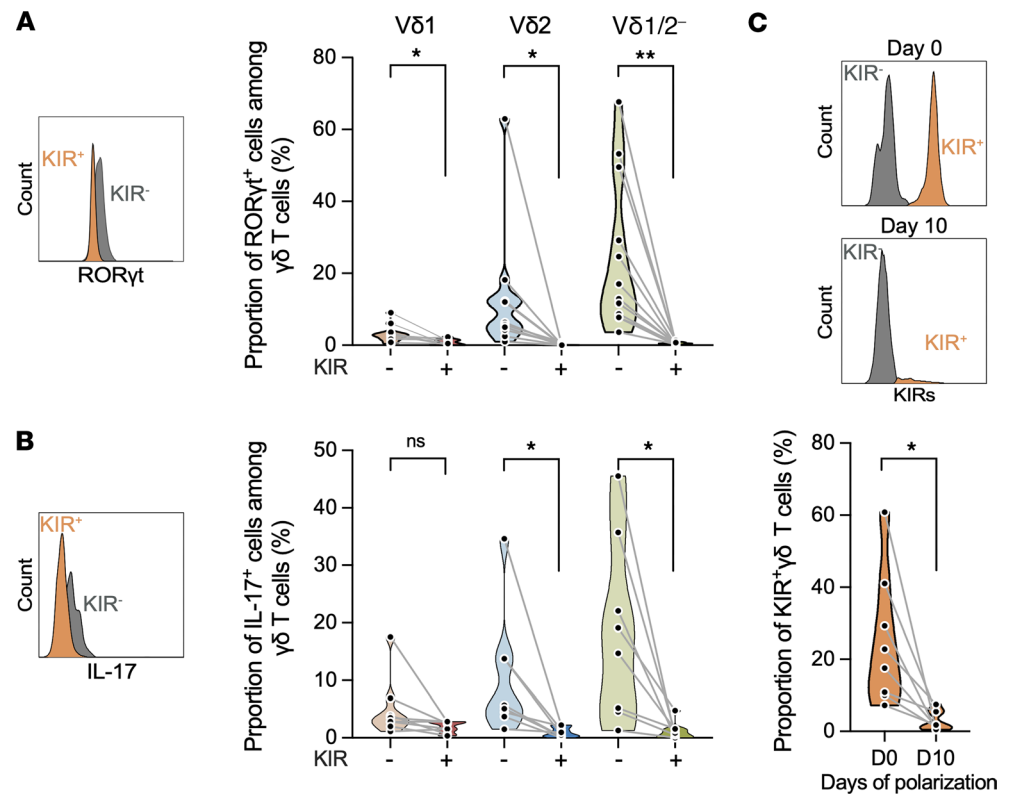 A
Vδ1
Vδ2
Vδ1/2⁻
*
*
**
Count
KIR⁺
KIR⁻
RORγt
Prportion of RORγt⁺ cells among
γδ T cells (%)
80
60
40
20
0
KIR
-
+
-
+
-
+
B
ns
*
*
Count
KIR⁺
KIR⁻
IL-17
Prportion of IL-17⁺ cells among
γδ T cells (%)
50
40
30
20
10
0
KIR
-
+
-
+
-
+
C
Day 0
Count
KIR⁻
KIR⁺
Day 10
Count
KIR⁻
KIR⁺
KIRs
Proportion of KIR⁺γδ T cells (%)
80
60
40
20
0
*
D0
D10
Days of polarization